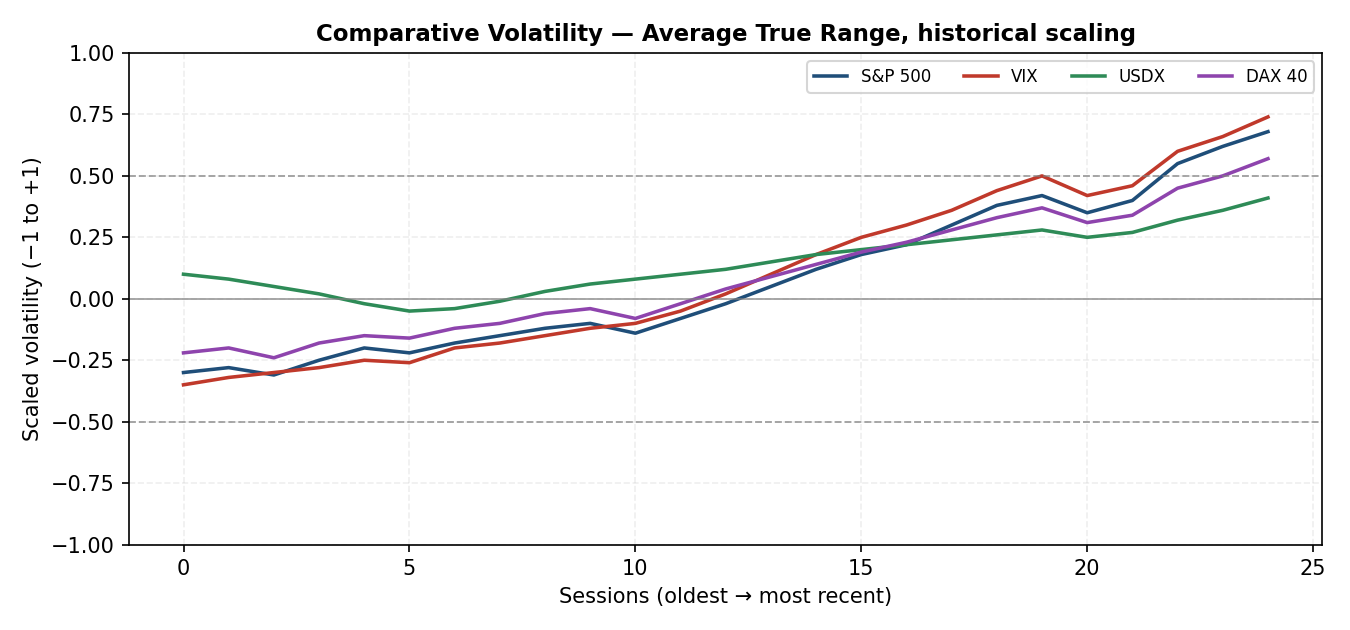 Comparative Volatility — Average True Range, historical scaling
S&P 500 VIX USDX DAX 40
Scaled volatility (−1 to +1)
1.00
0.75
0.50
0.25
0.00
−0.25
−0.50
−0.75
−1.00
0 5 10 15 20 25
Sessions (oldest → most recent)